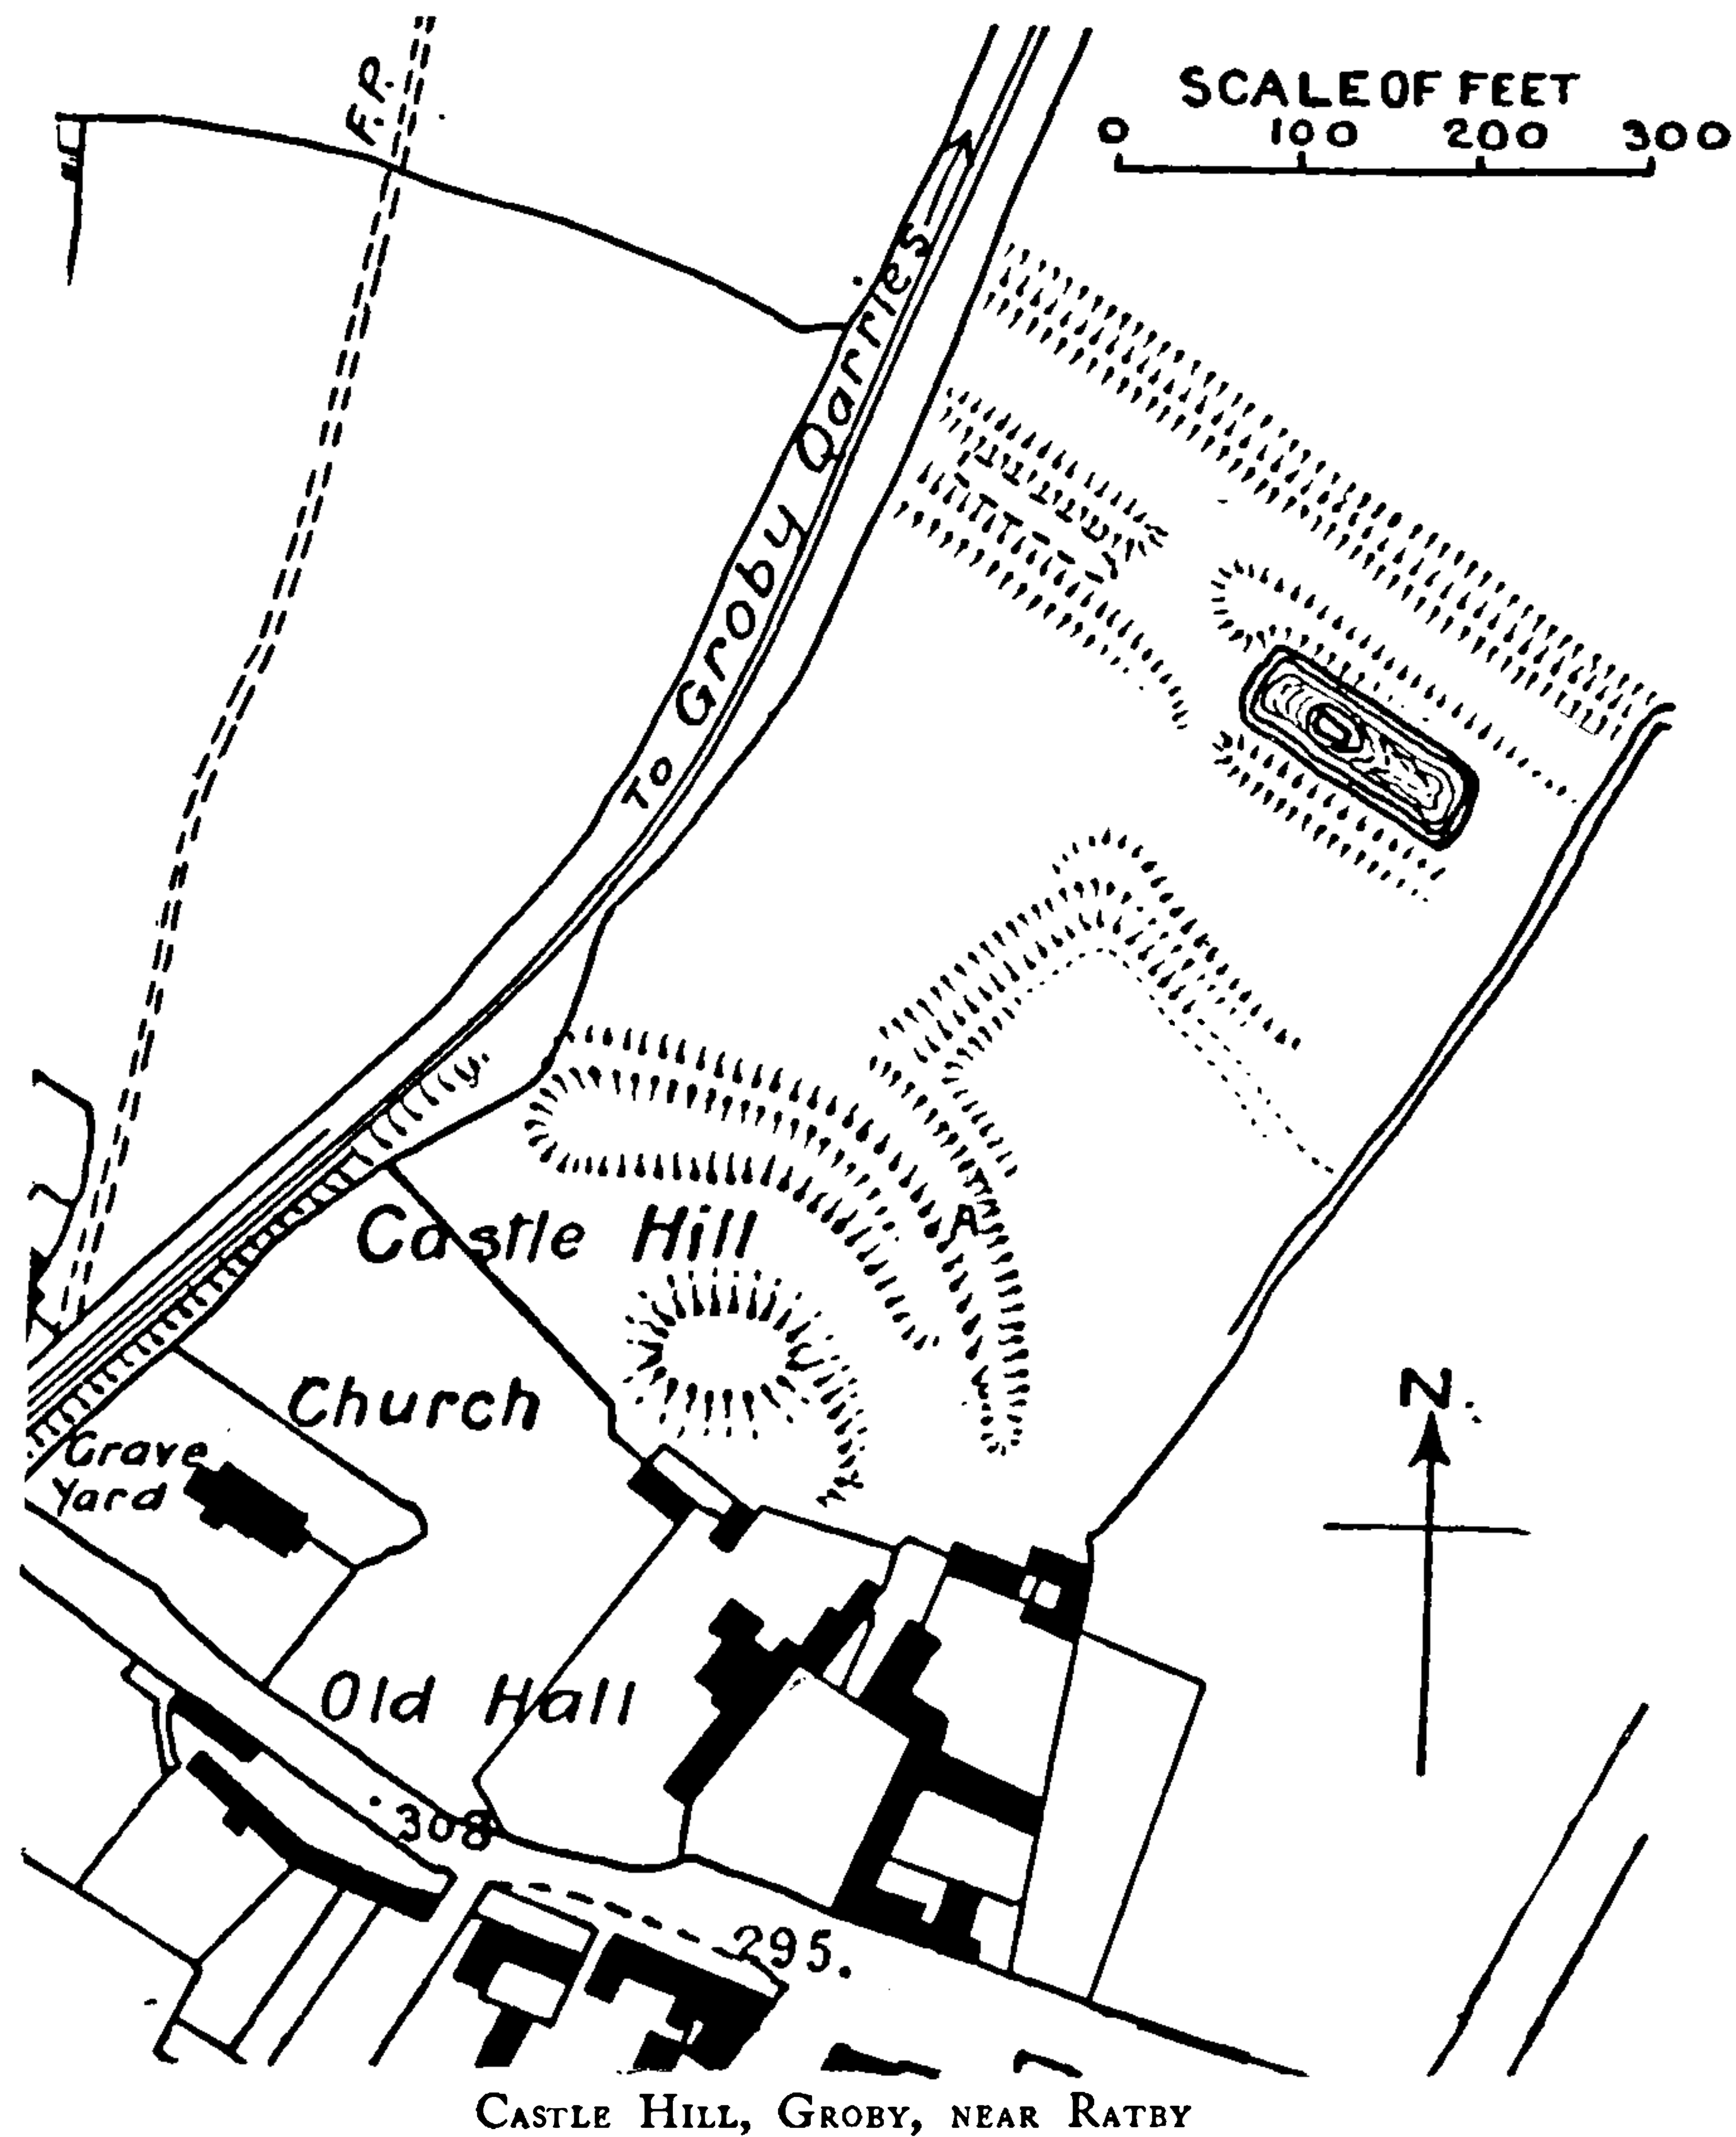 F.P.
SCALE OF FEET
0 100 200 300
To Groby Qarries
Castle Hill
A
Church
Grave
Yard
N.
Old Hall
.308
295.
CASTLE HILL, GROBY, NEAR RATBY